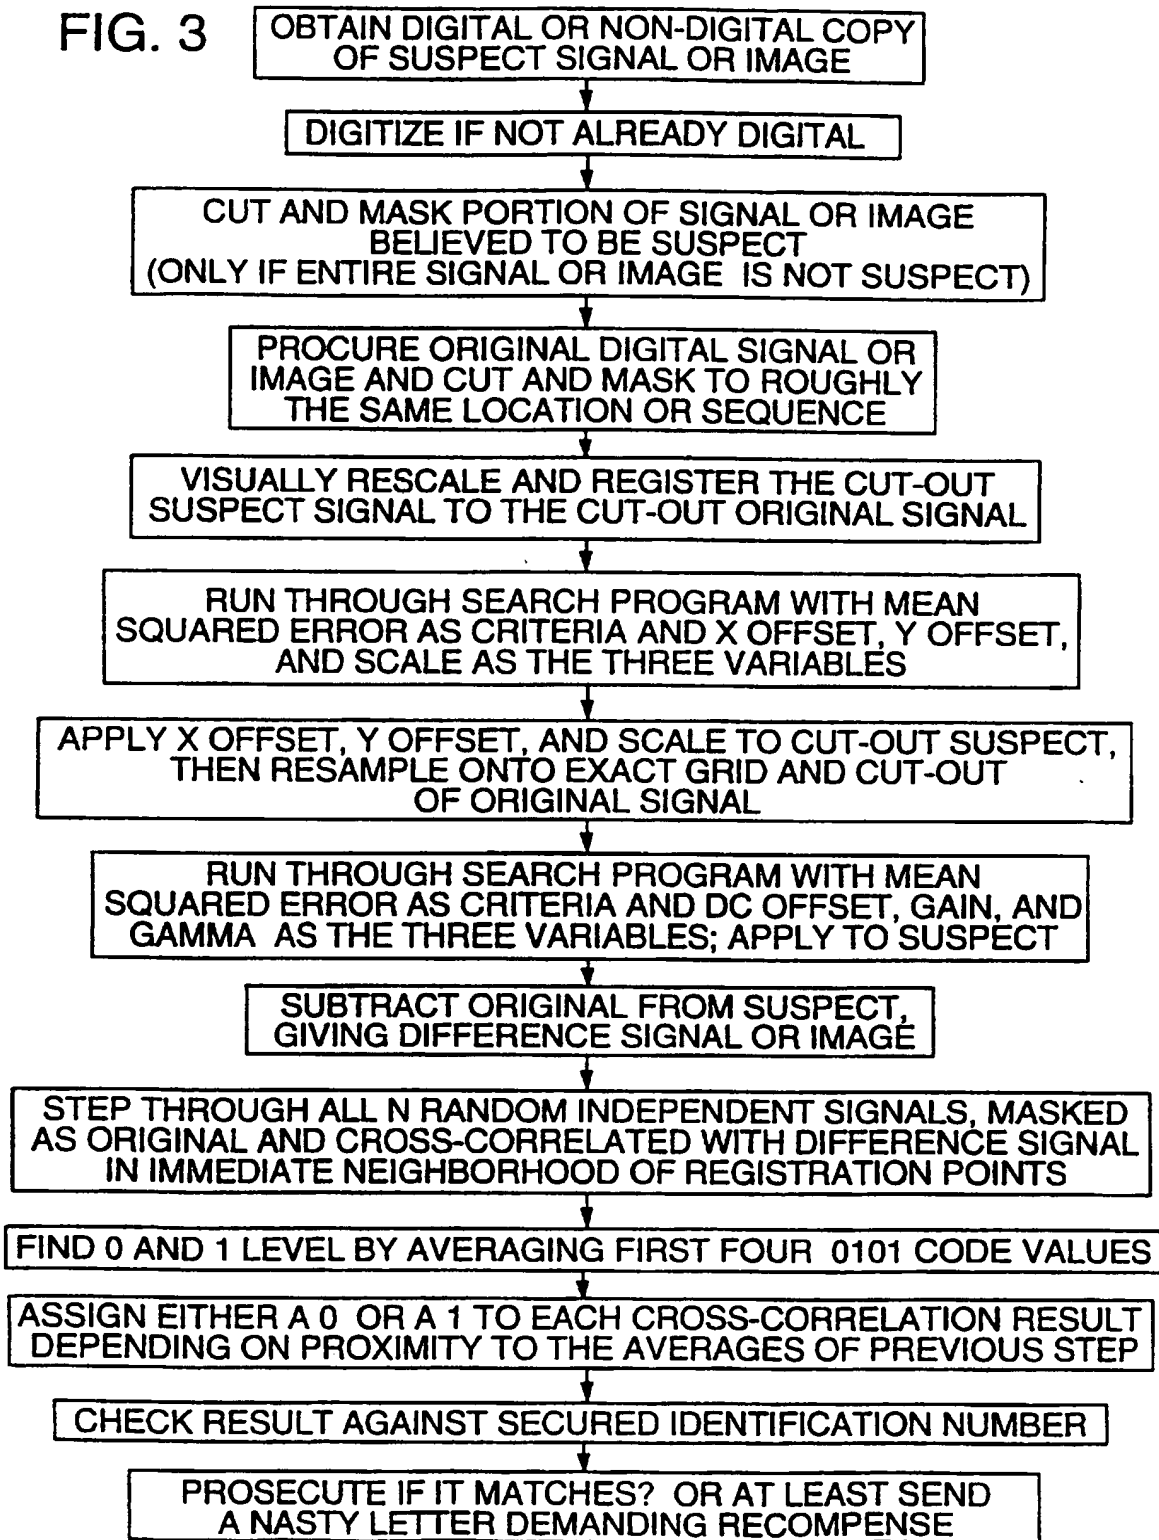 FIG. 3
OBTAIN DIGITAL OR NON-DIGITAL COPY
OF SUSPECT SIGNAL OR IMAGE
DIGITIZE IF NOT ALREADY DIGITAL
CUT AND MASK PORTION OF SIGNAL OR IMAGE
BELIEVED TO BE SUSPECT
(ONLY IF ENTIRE SIGNAL OR IMAGE IS NOT SUSPECT)
PROCURE ORIGINAL DIGITAL SIGNAL OR
IMAGE AND CUT AND MASK TO ROUGHLY
THE SAME LOCATION OR SEQUENCE
VISUALLY RESCALE AND REGISTER THE CUT-OUT
SUSPECT SIGNAL TO THE CUT-OUT ORIGINAL SIGNAL
RUN THROUGH SEARCH PROGRAM WITH MEAN
SQUARED ERROR AS CRITERIA AND X OFFSET, Y OFFSET,
AND SCALE AS THE THREE VARIABLES
APPLY X OFFSET, Y OFFSET, AND SCALE TO CUT-OUT SUSPECT,
THEN RESAMPLE ONTO EXACT GRID AND CUT-OUT
OF ORIGINAL SIGNAL
RUN THROUGH SEARCH PROGRAM WITH MEAN
SQUARED ERROR AS CRITERIA AND DC OFFSET, GAIN, AND
GAMMA AS THE THREE VARIABLES; APPLY TO SUSPECT
SUBTRACT ORIGINAL FROM SUSPECT,
GIVING DIFFERENCE SIGNAL OR IMAGE
STEP THROUGH ALL N RANDOM INDEPENDENT SIGNALS, MASKED
AS ORIGINAL AND CROSS-CORRELATED WITH DIFFERENCE SIGNAL
IN IMMEDIATE NEIGHBORHOOD OF REGISTRATION POINTS
FIND 0 AND 1 LEVEL BY AVERAGING FIRST FOUR 0101 CODE VALUES
ASSIGN EITHER A 0 OR A 1 TO EACH CROSS-CORRELATION RESULT
DEPENDING ON PROXIMITY TO THE AVERAGES OF PREVIOUS STEP
CHECK RESULT AGAINST SECURED IDENTIFICATION NUMBER
PROSECUTE IF IT MATCHES? OR AT LEAST SEND
A NASTY LETTER DEMANDING RECOMPENSE